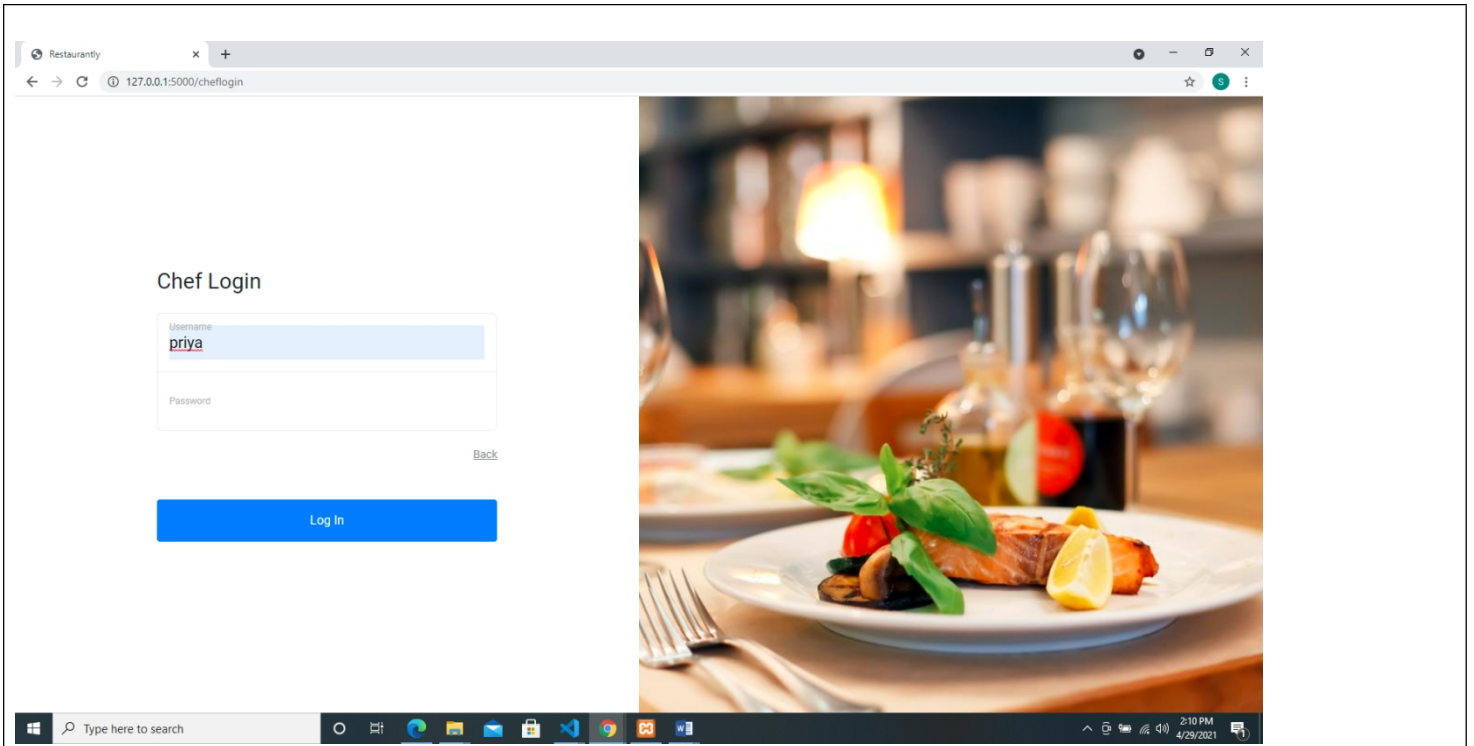 Restaurantly
127.0.0.1:5000/cheflogin
S
Chef Login
Username
priya
Password
Back
Log In
Type here to search
2:10 PM
4/29/2021
1